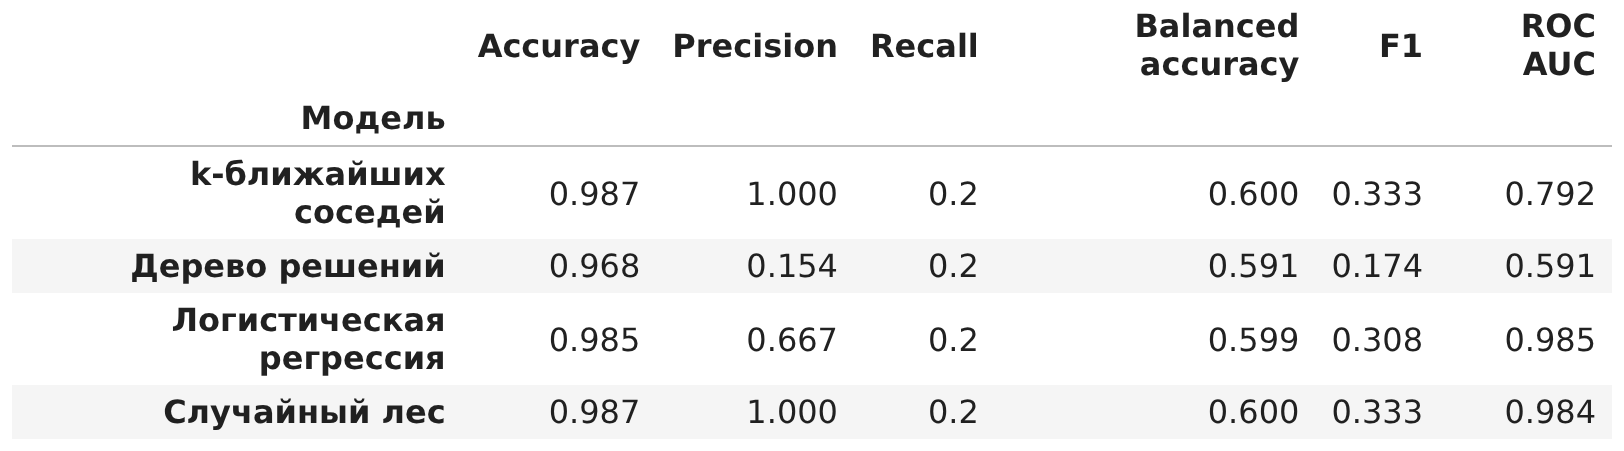 Accuracy Precision Recall Balanced accuracy F1 ROC AUC
Модель
k-ближайших соседей 0.987 1.000 0.2 0.600 0.333 0.792
Дерево решений 0.968 0.154 0.2 0.591 0.174 0.591
Логистическая регрессия 0.985 0.667 0.2 0.599 0.308 0.985
Случайный лес 0.987 1.000 0.2 0.600 0.333 0.984